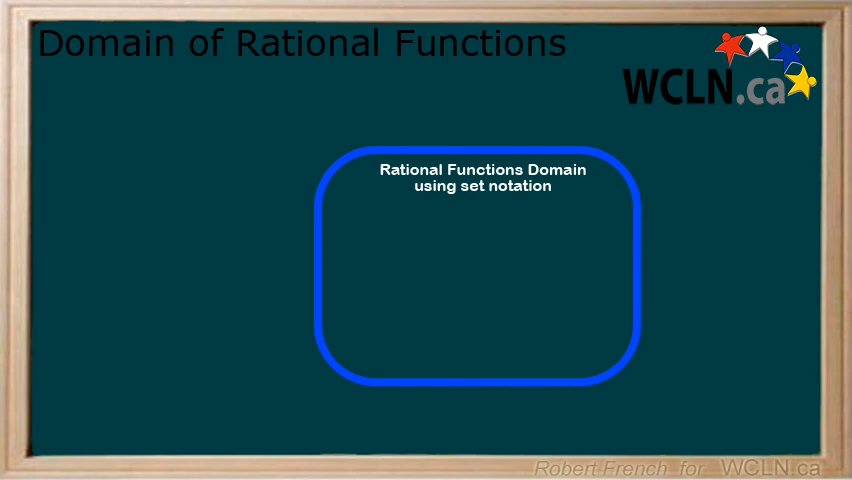 Domain of Rational Functions
WCLN.ca
Rational Functions Domain
using set notation
Robert French for WCLN.ca